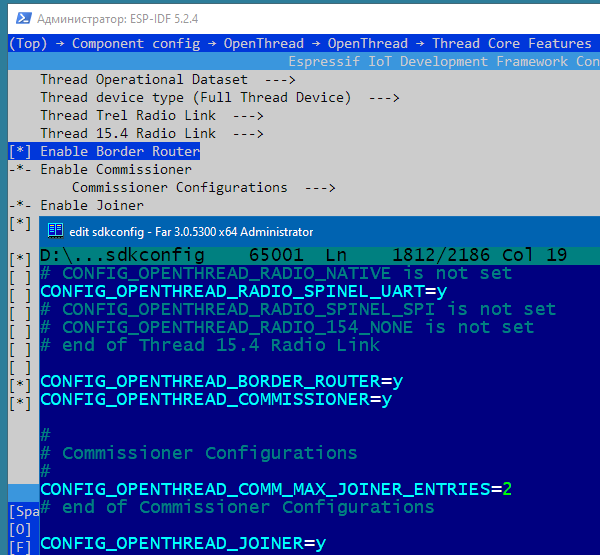 Администратор: ESP-IDF 5.2.4
(Top) → Component config → OpenThread → OpenThread → Thread Core Features
Espressif IoT Development Framework Con
Thread Operational Dataset --->
Thread device type (Full Thread Device) --->
Thread Trel Radio Link --->
Thread 15.4 Radio Link --->
[*] Enable Border Router
-*- Enable Commissioner
Commissioner Configurations --->
-*- Enable Joiner
[*]
edit sdkconfig - Far 3.0.5300 x64 Administrator
D:\...sdkconfig 65001 Ln 1812/2186 Col 19
[*]
# CONFIG_OPENTHREAD_RADIO_NATIVE is not set
[ ] CONFIG_OPENTHREAD_RADIO_SPINEL_UART=y
[ ] # CONFIG_OPENTHREAD_RADIO_SPINEL_SPI is not set
[ ] # CONFIG_OPENTHREAD_RADIO_154_NONE is not set
[ ] # end of Thread 15.4 Radio Link
[ ]
[*] CONFIG_OPENTHREAD_BORDER_ROUTER=y
[*] CONFIG_OPENTHREAD_COMMISSIONER=y
#
# Commissioner Configurations
#
CONFIG_OPENTHREAD_COMM_MAX_JOINER_ENTRIES=2
[Spa # end of Commissioner Configurations
[O]
[F] CONFIG_OPENTHREAD_JOINER=y